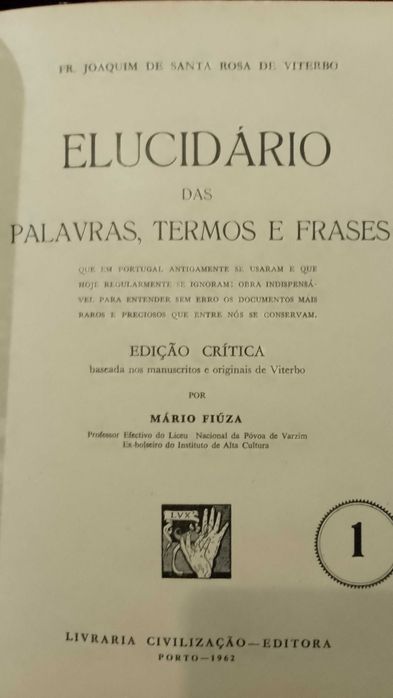 FR. JOAQUIM DE SANTA ROSA DE VITERBO
ELUCIDÁRIO
DAS
PALAVRAS, TERMOS E FRASES
QUE EM PORTUGAL ANTIGAMENTE SE USARAM E QUE
HOJE REGULARMENTE SE IGNORAM: OBRA INDISPENSÁ-
VEL PARA ENTENDER SEM ERRO OS DOCUMENTOS MAIS
RAROS E PRECIOSOS QUE ENTRE NÓS SE CONSERVAM.
EDIÇÃO CRÍTICA
baseada nos manuscritos e originais de Viterbo
POR
MÁRIO FIÚZA
Professor Efectivo do Liceu Nacional da Póvoa de Varzim
Ex-bolseiro do Instituto de Alta Cultura
LVX
1
LIVRARIA CIVILIZAÇÃO—EDITORA
PORTO—1962